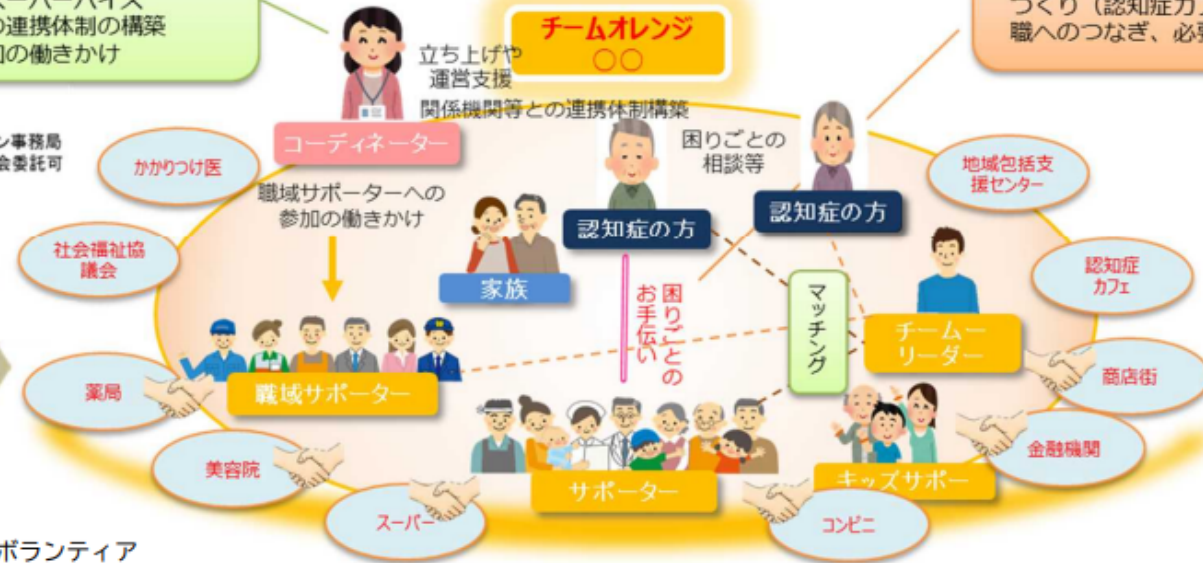 スーパーバイズ
の連携体制の構築
加の働きかけ
チームオレンジ
○○
づくり（認知症カフ
職へのつなぎ、必要
立ち上げや
運営支援
関係機関等との連携体制構築
ン事務局
会委託可
コーディネーター
困りごとの
相談等
かかりつけ医
地域包括支
援センター
職域サポーターへの
参加の働きかけ
認知症の方
認知症の方
社会福祉協
議会
家族
認知症
カフェ
困りごとの
お手伝い
マッチング
チームー
リーダー
薬局
職域サポーター
商店街
美容院
金融機関
サポーター
キッズサポー
スーパー
コンビニ
ボランティア